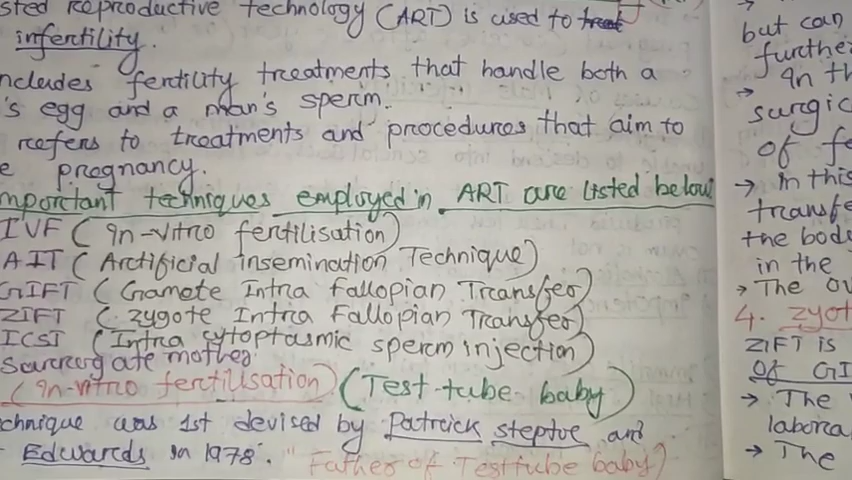 sted reproductive technology (ART) is used to treat
infertility.
ncludes fertility treatments that handle both a
's egg and a man's sperm.
refers to treatments and procedures that aim to
e pregnancy.
mportant techniques employed in ART are listed below
IVF ( In-vitro fertilisation)
AIT ( Artificial insemination Technique)
GIFT ( Gamete Intra Fallopian Transfer)
ZIFT ( zygote Intra Fallopian Transfer)
ICSI (Intra cytoplasmic sperm injection)
Surrogate mother.
(In-vitro fertilisation) (Test-tube baby)
chnique was 1st devised by Patrick steptoe and
Edwards in 1978. "Father of Testtube baby)
but can
further
→ In th
surgic
of fe
→ in this
transfe
the body
in the
→ The ov
4. zygot
ZIFT is
of GI
→ The
labora
→ The